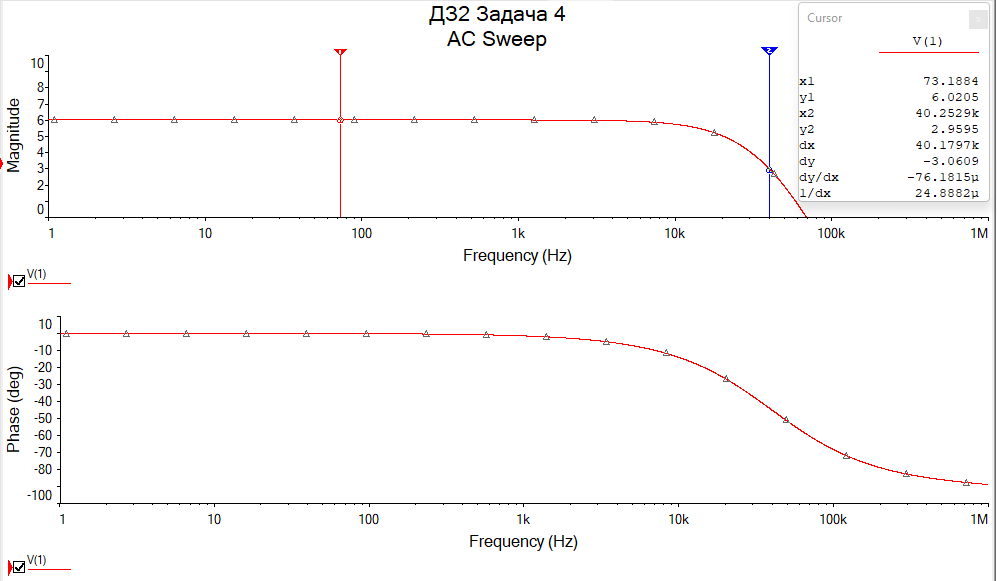 ДЗ2 Задача 4
AC Sweep
Cursor
x
V(1)
x1 73.1884
y1 6.0205
x2 40.2529k
y2 2.9595
dx 40.1797k
dy -3.0609
dy/dx -76.1815µ
1/dx 24.8882µ
1
2
Magnitude
10
8
7
6
5
4
3
2
0
1 10 100 1k 10k 100k 1M
Frequency (Hz)
V(1)
Phase (deg)
10
-10
-20
-30
-40
-50
-60
-70
-80
-100
1 10 100 1k 10k 100k 1M
Frequency (Hz)
V(1)